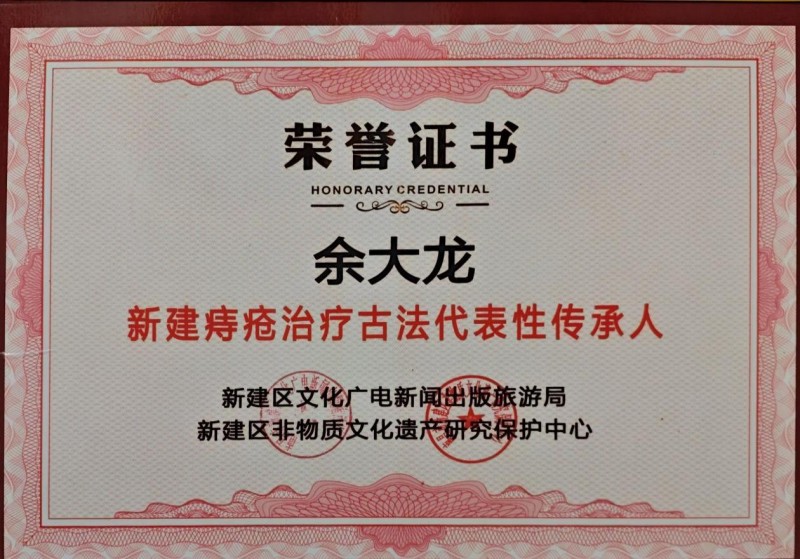 荣誉证书
HONORARY CREDENTIAL
余大龙
新建痔疮治疗古法代表性传承人
新建区文化广电新闻出版旅游局
新建区非物质文化遗产研究保护中心